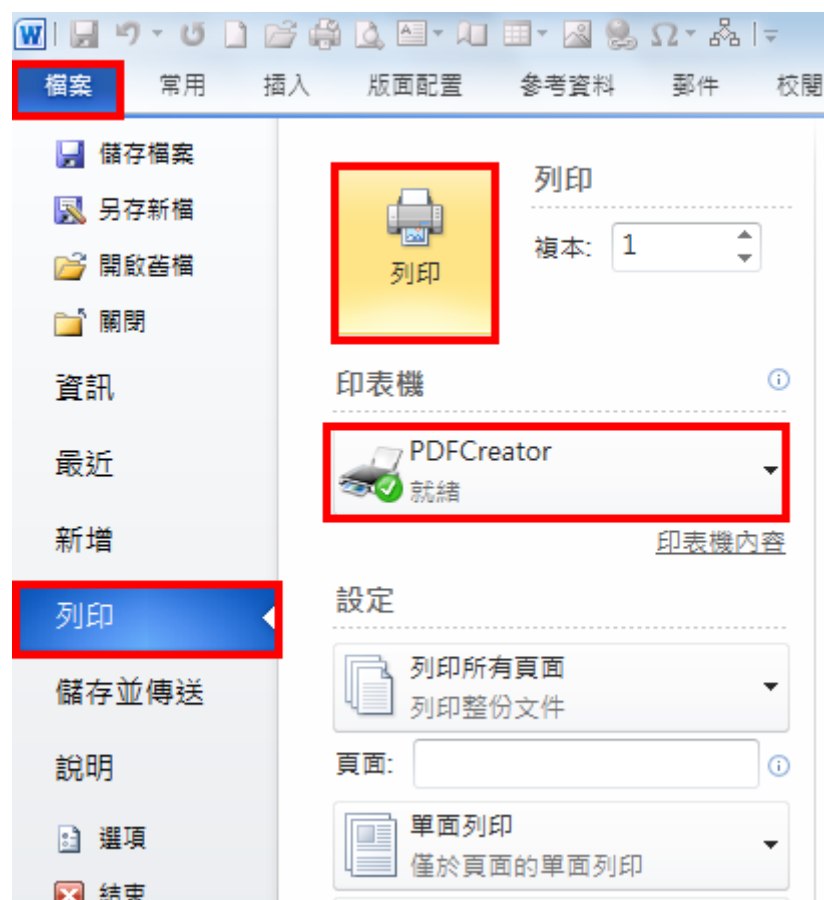 W
檔案 常用 插入 版面配置 參考資料 郵件 校閱
儲存檔案
另存新檔
開啟舊檔
關閉
資訊
最近
新增
列印
儲存並傳送
說明
選項
結束
列印
列印
複本: 1
印表機
PDFCreator
就緒
印表機內容
設定
列印所有頁面
列印整份文件
頁面:
單面列印
僅於頁面的單面列印